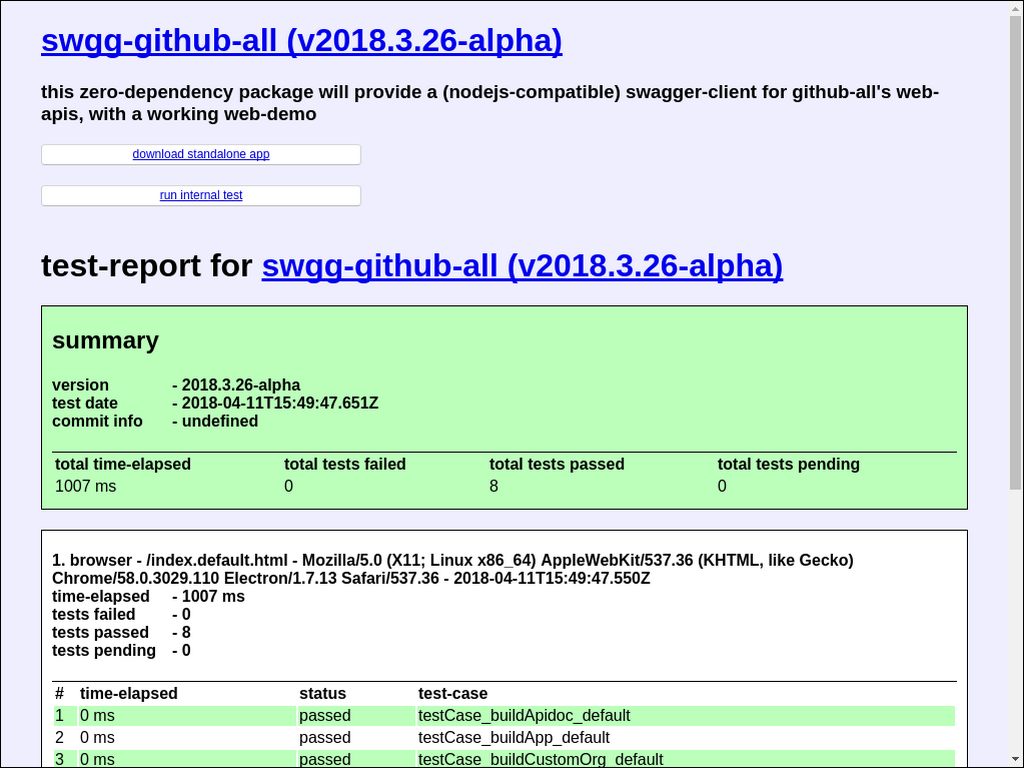 swgg-github-all (v2018.3.26-alpha)
this zero-dependency package will provide a (nodejs-compatible) swagger-client for github-all's web-
apis, with a working web-demo
download standalone app
run internal test
test-report for swgg-github-all (v2018.3.26-alpha)
summary
version - 2018.3.26-alpha
test date - 2018-04-11T15:49:47.651Z
commit info - undefined
total time-elapsed total tests failed total tests passed total tests pending
1007 ms 0 8 0
1. browser - /index.default.html - Mozilla/5.0 (X11; Linux x86_64) AppleWebKit/537.36 (KHTML, like Gecko)
Chrome/58.0.3029.110 Electron/1.7.13 Safari/537.36 - 2018-04-11T15:49:47.550Z
time-elapsed - 1007 ms
tests failed - 0
tests passed - 8
tests pending - 0
# time-elapsed status test-case
1 0 ms passed testCase_buildApidoc_default
2 0 ms passed testCase_buildApp_default
3 0 ms passed testCase_buildCustomOrg_default